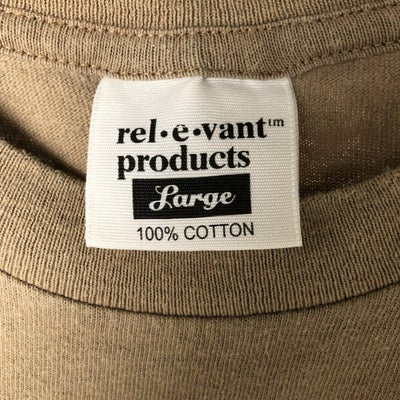 rel•e•vant™
products
Large
100% COTTON